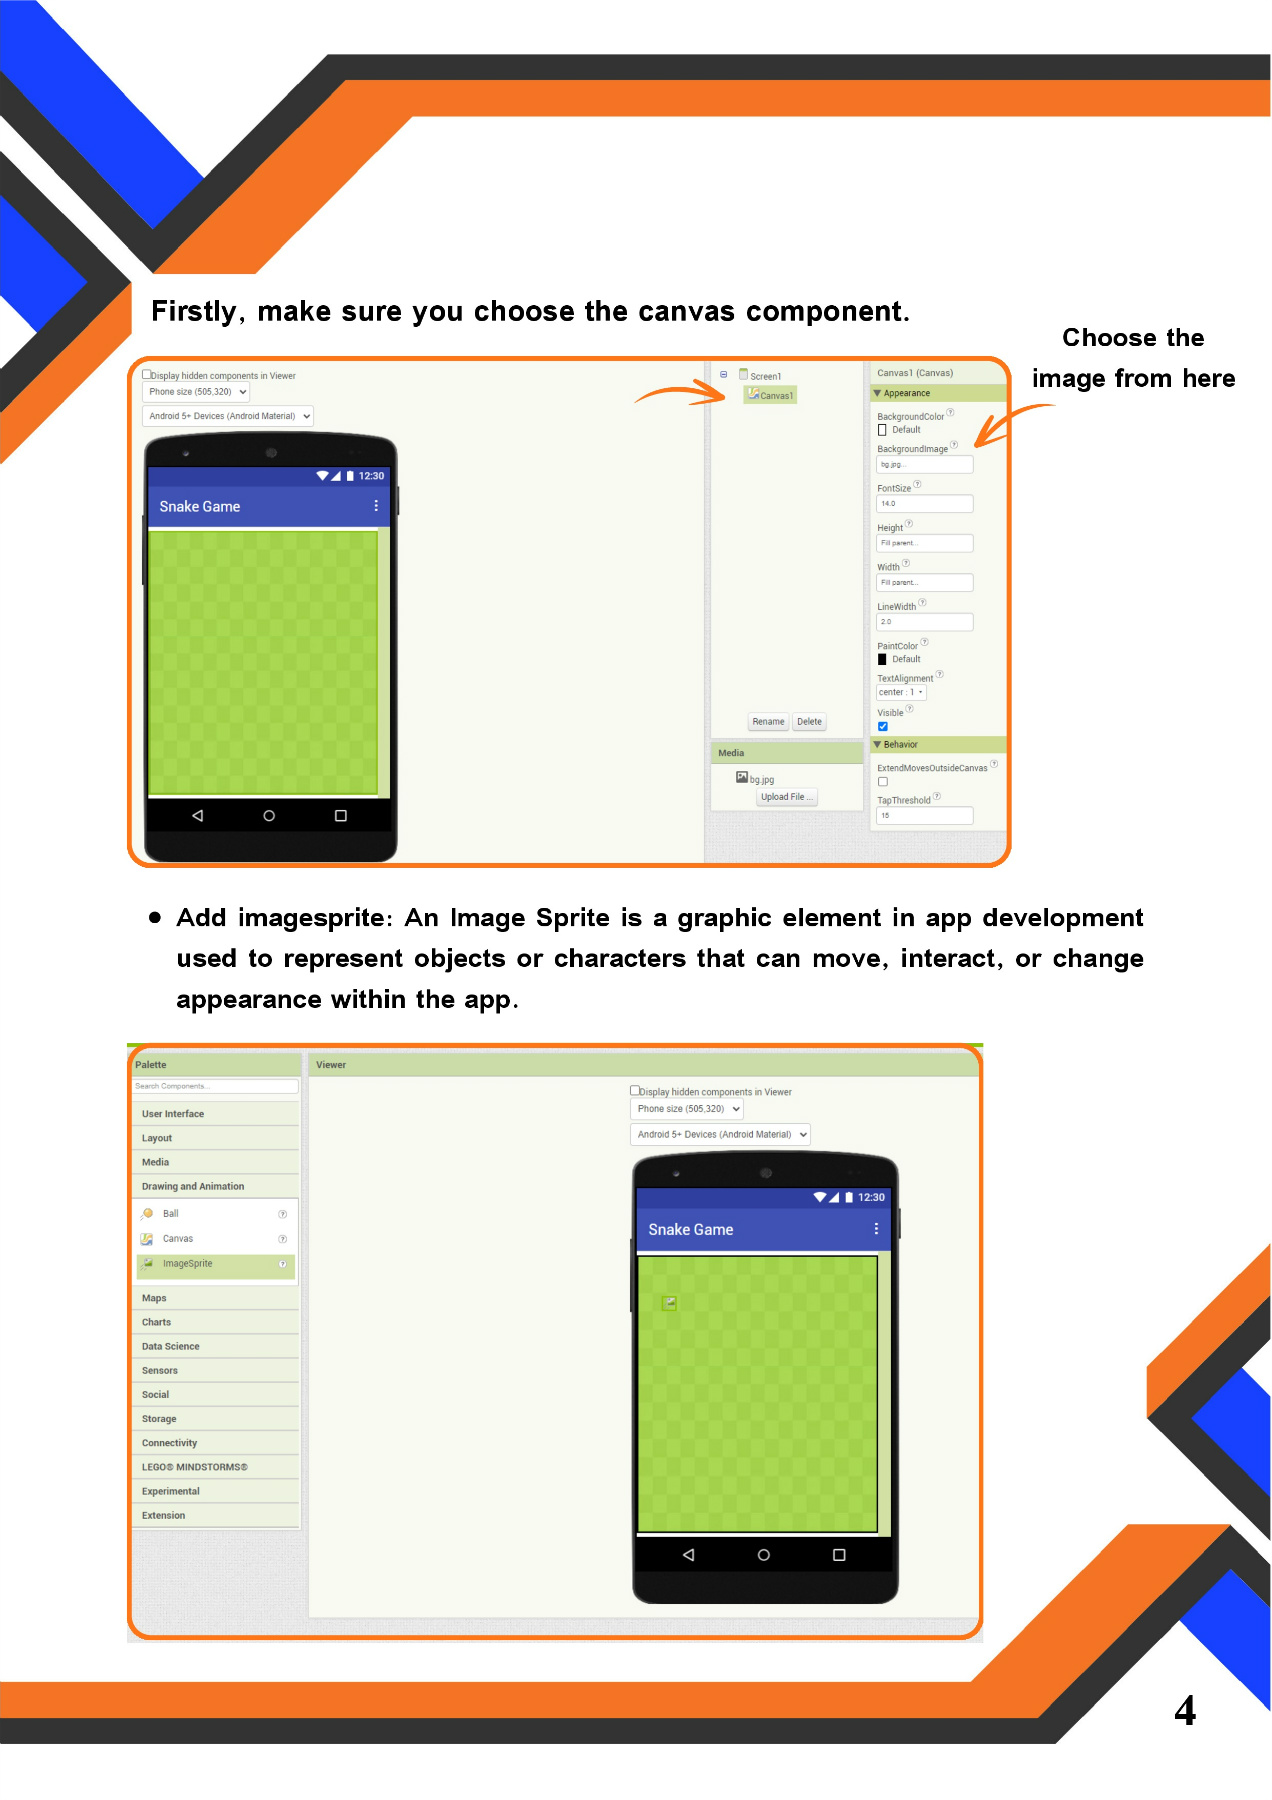 Firstly, make sure you choose the canvas component.
Choose the
image from here
Display hidden components in Viewer
Phone size (505,320)
Android 5+ Devices (Android Material)
12:30
Snake Game
Screen1
Canvas1
Rename
Delete
Media
bg.jpg
Upload File ...
Canvas1 (Canvas)
Appearance
BackgroundColor
Default
BackgroundImage
bg.jpg...
FontSize
14.0
Height
Fill parent...
Width
Fill parent...
LineWidth
2.0
PaintColor
Default
TextAlignment
center : 1
Visible
Behavior
ExtendMovesOutsideCanvas
TapThreshold
15
• Add imagesprite: An Image Sprite is a graphic element in app development
used to represent objects or characters that can move, interact, or change
appearance within the app.
Palette
Search Components...
User Interface
Layout
Media
Drawing and Animation
Ball
Canvas
ImageSprite
Maps
Charts
Data Science
Sensors
Social
Storage
Connectivity
LEGO® MINDSTORMS®
Experimental
Extension
Viewer
Display hidden components in Viewer
Phone size (505,320)
Android 5+ Devices (Android Material)
12:30
Snake Game
4